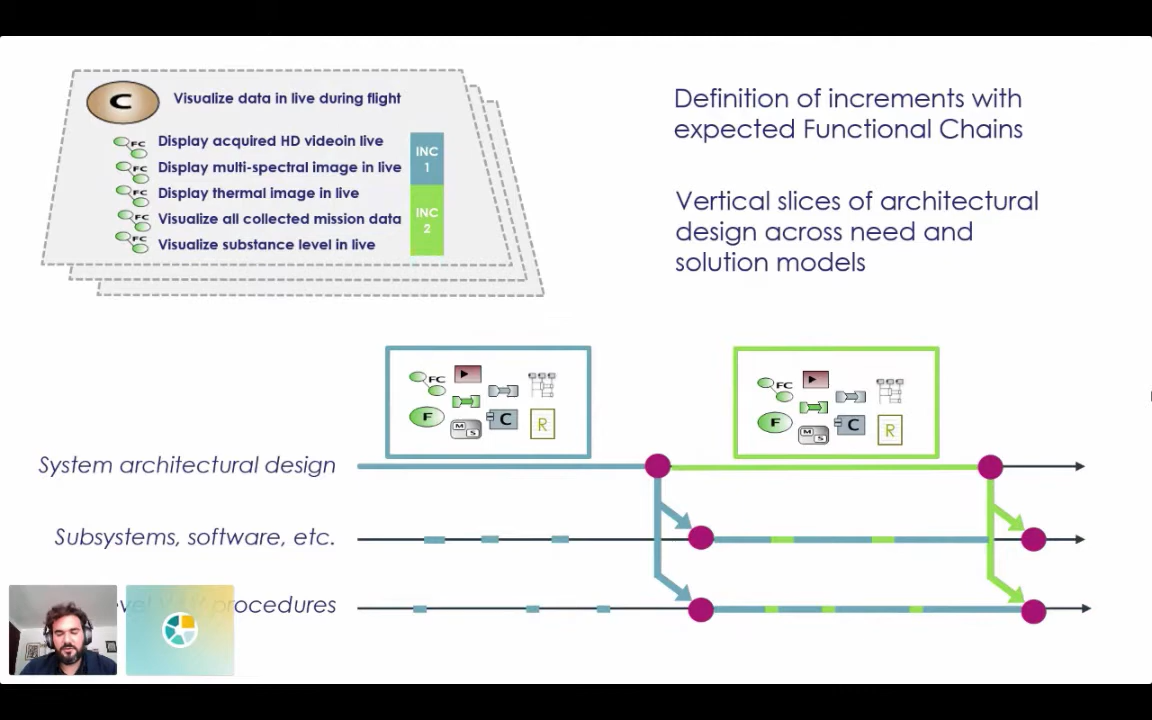 C
Visualize data in live during flight
FC Display acquired HD videoin live
FC Display multi-spectral image in live
FC Display thermal image in live
FC Visualize all collected mission data
FC Visualize substance level in live
INC
1
INC
2
Definition of increments with
expected Functional Chains
Vertical slices of architectural
design across need and
solution models
FC
F
M
S
C
R
FC
F
M
S
C
R
System architectural design
Subsystems, software, etc.
procedures